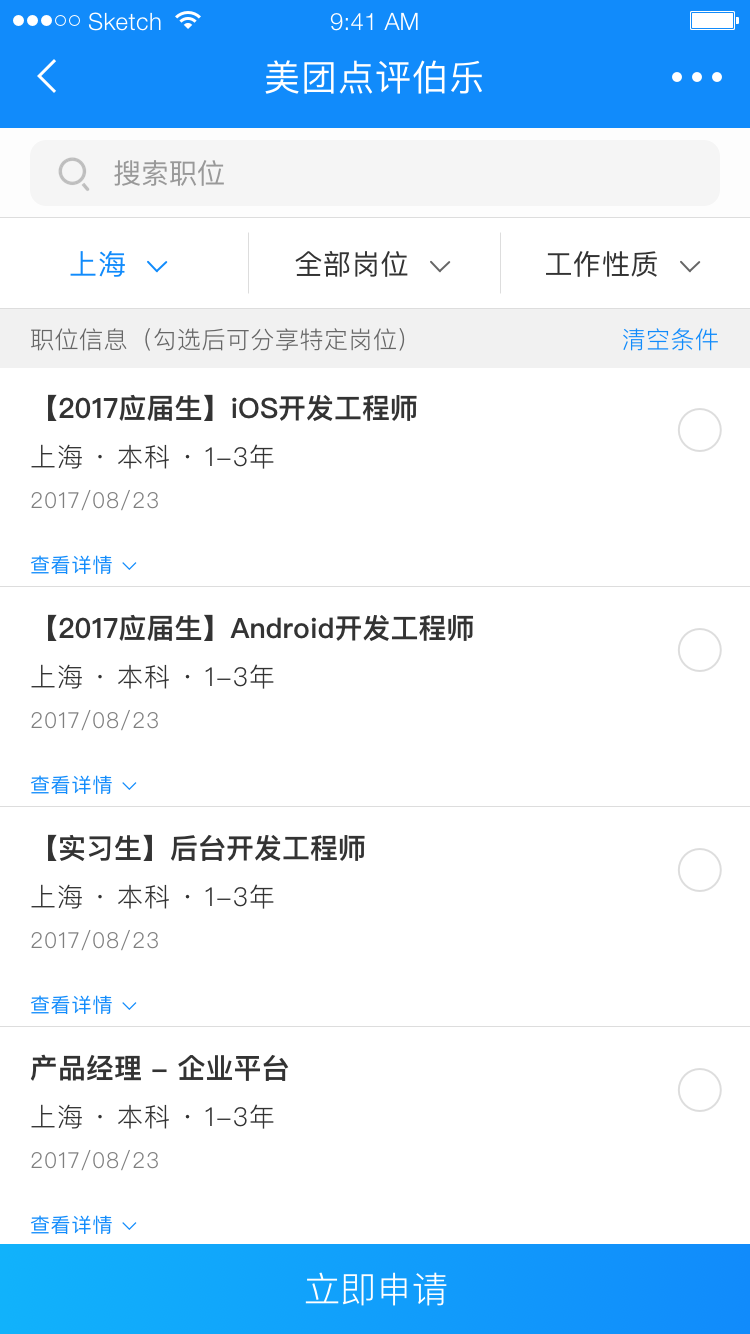 Sketch 9:41 AM
美团点评伯乐
搜索职位
上海 全部岗位 工作性质
职位信息（勾选后可分享特定岗位） 清空条件
【2017应届生】iOS开发工程师
上海 · 本科 · 1-3年
2017/08/23
查看详情
【2017应届生】Android开发工程师
上海 · 本科 · 1-3年
2017/08/23
查看详情
【实习生】后台开发工程师
上海 · 本科 · 1-3年
2017/08/23
查看详情
产品经理 - 企业平台
上海 · 本科 · 1-3年
2017/08/23
查看详情
立即申请